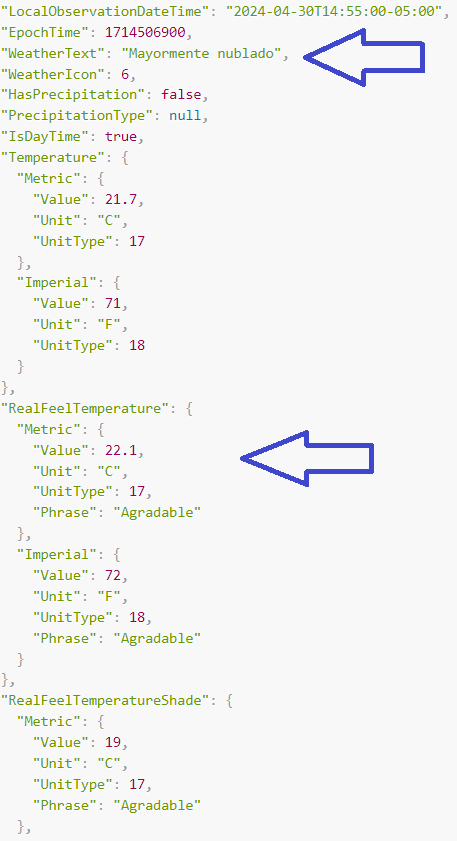 "LocalObservationDateTime": "2024-04-30T14:55:00-05:00",
"EpochTime": 1714506900,
"WeatherText": "Mayormente nublado",
"WeatherIcon": 6,
"HasPrecipitation": false,
"PrecipitationType": null,
"IsDayTime": true,
"Temperature": {
  "Metric": {
    "Value": 21.7,
    "Unit": "C",
    "UnitType": 17
  },
  "Imperial": {
    "Value": 71,
    "Unit": "F",
    "UnitType": 18
  }
},
"RealFeelTemperature": {
  "Metric": {
    "Value": 22.1,
    "Unit": "C",
    "UnitType": 17,
    "Phrase": "Agradable"
  },
  "Imperial": {
    "Value": 72,
    "Unit": "F",
    "UnitType": 18,
    "Phrase": "Agradable"
  }
},
"RealFeelTemperatureShade": {
  "Metric": {
    "Value": 19,
    "Unit": "C",
    "UnitType": 17,
    "Phrase": "Agradable"
  },